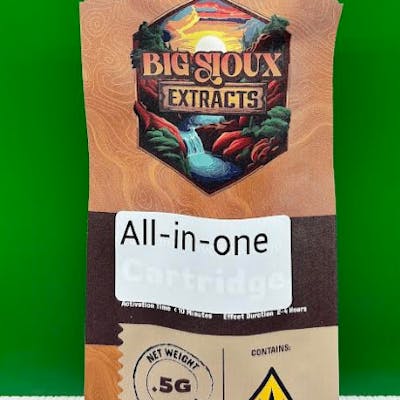 BIG SIOUX
EXTRACTS
All-in-one
Cartridge
Activation Time <10 Minutes Effect Duration 2-4 Hours
NET WEIGHT
.5G
CONTAINS: